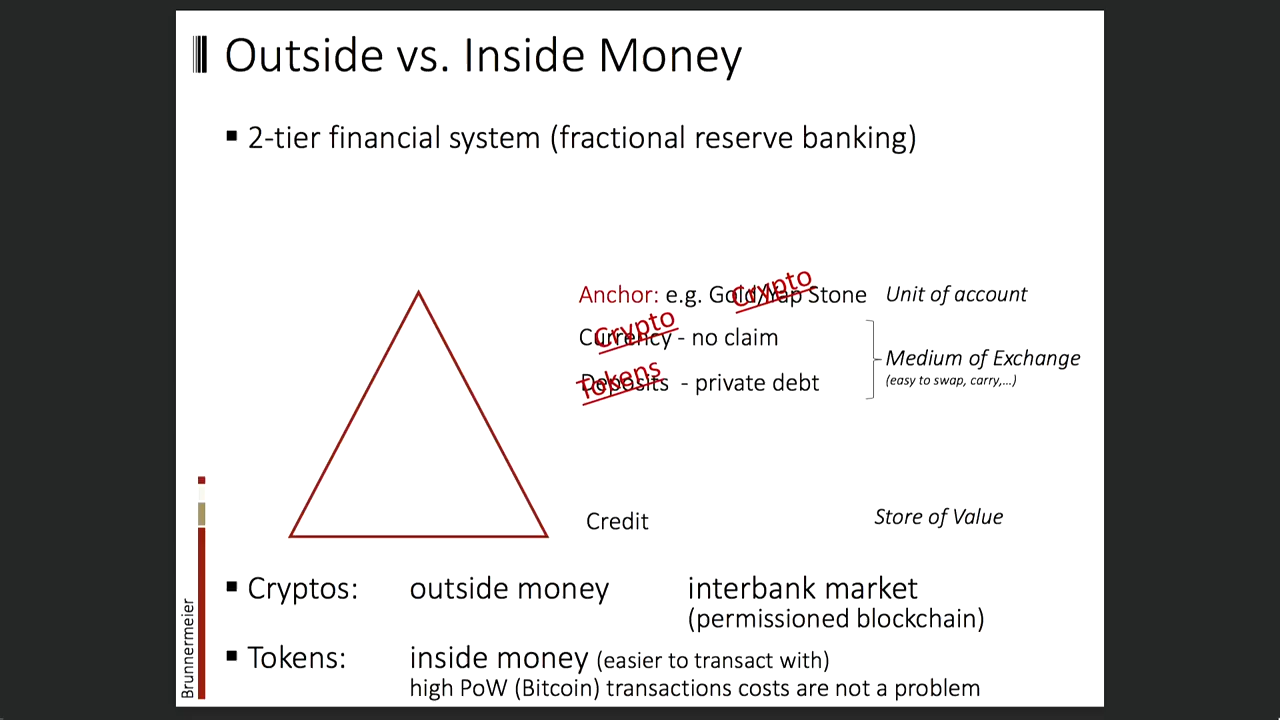 Outside vs. Inside Money
▪ 2-tier financial system (fractional reserve banking)
Anchor: e.g. Gold/Yap Stone Unit of account
Crypto
Currency - no claim
Crypto
Medium of Exchange
(easy to swap, carry,...)
Deposits - private debt
Tokens
Credit Store of Value
▪ Cryptos: outside money interbank market
(permissioned blockchain)
▪ Tokens: inside money (easier to transact with)
high PoW (Bitcoin) transactions costs are not a problem
Brunnermeier